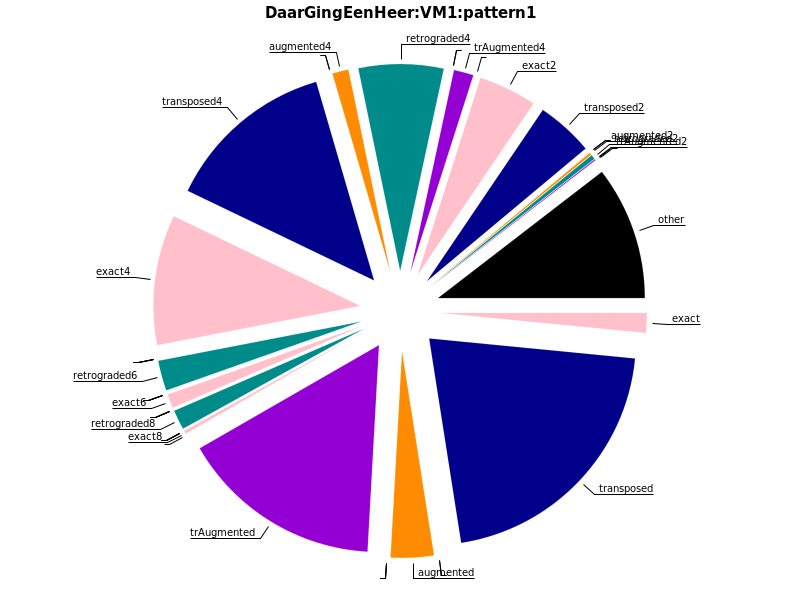 DaarGingEenHeer:VM1:pattern1
retrograded4
augmented4
trAugmented4
exact2
transposed4
transposed2
augmented2
trAugmented2
other
exact4
exact
retrograded6
exact6
retrograded8
exact8
transposed
trAugmented
augmented